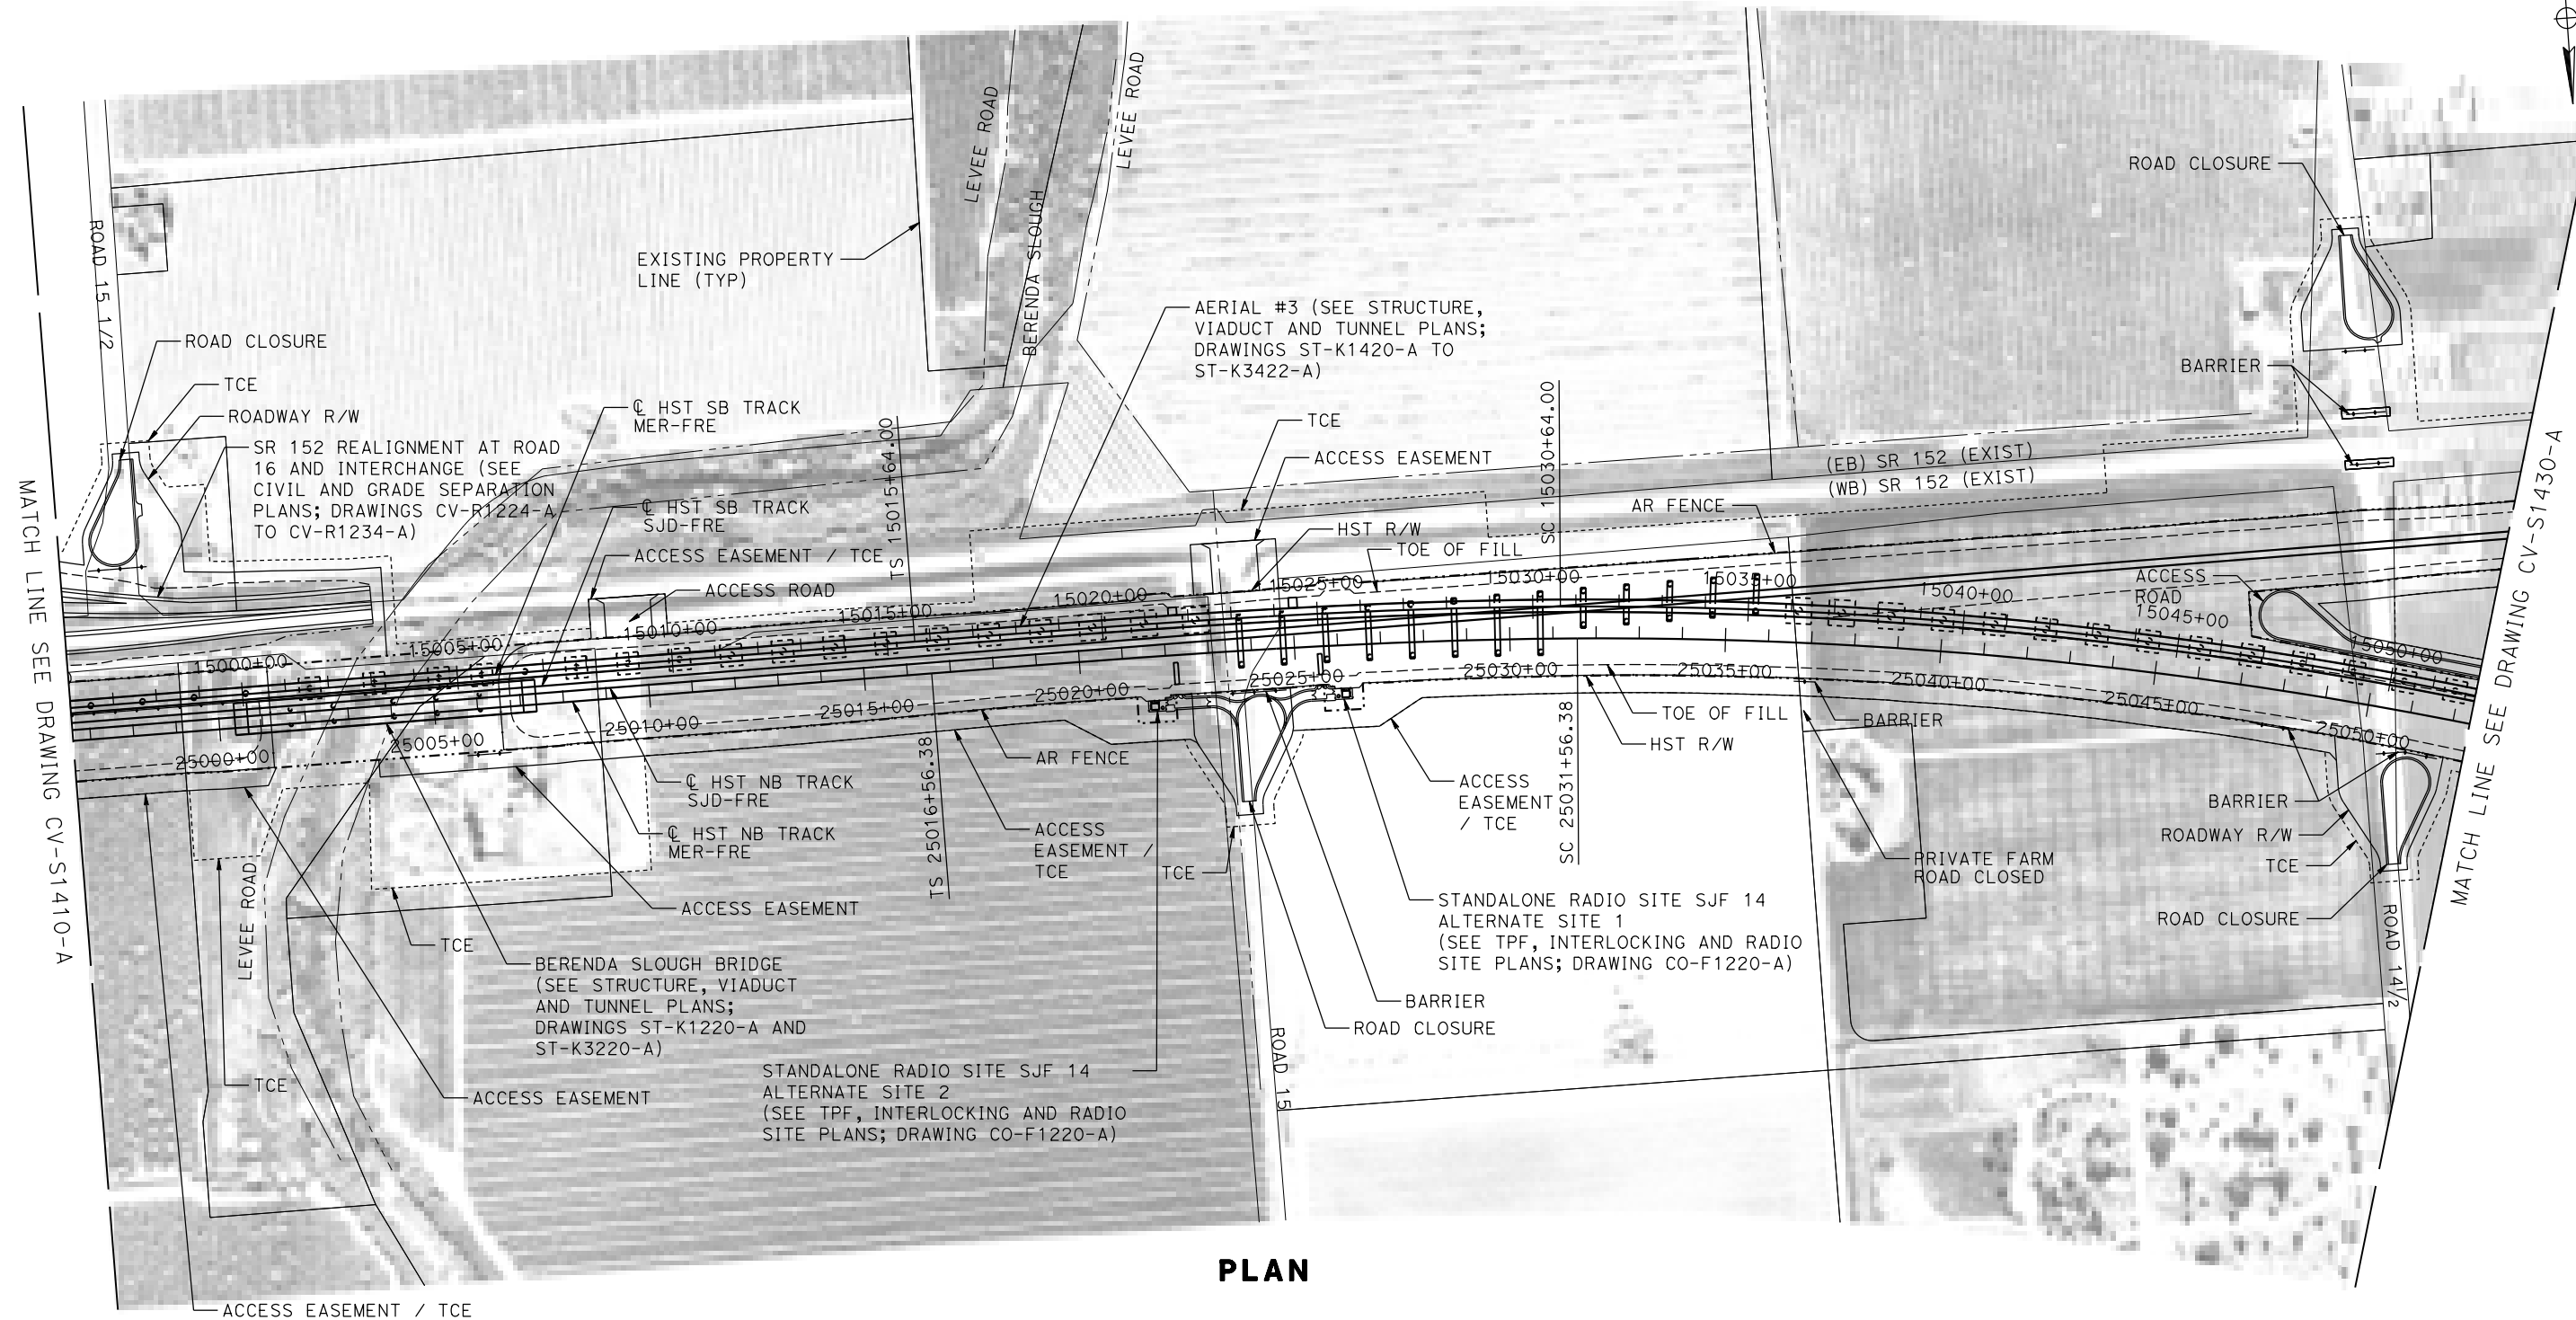 LEVEE ROAD
LEVEE ROAD
BERENDA SLOUGH
ROAD 15 1/2
EXISTING PROPERTY
LINE (TYP)
ROAD CLOSURE
ROAD CLOSURE
TCE
ROADWAY R/W
SR 152 REALIGNMENT AT ROAD
16 AND INTERCHANGE (SEE
CIVIL AND GRADE SEPARATION
PLANS; DRAWINGS CV-R1224-A
TO CV-R1234-A)
℄ HST SB TRACK
MER-FRE
℄ HST SB TRACK
SJD-FRE
ACCESS EASEMENT / TCE
ACCESS ROAD
AERIAL #3 (SEE STRUCTURE,
VIADUCT AND TUNNEL PLANS;
DRAWINGS ST-K1420-A TO
ST-K3422-A)
TS 15015+64.00
TCE
ACCESS EASEMENT
HST R/W
TOE OF FILL
SC 15030+64.00
AR FENCE
(EB) SR 152 (EXIST)
(WB) SR 152 (EXIST)
BARRIER
ACCESS
ROAD
MATCH LINE SEE DRAWING CV-S1410-A
MATCH LINE SEE DRAWING CV-S1430-A
15000+00
15005+00
15010+00
15015+00
15020+00
15025+00
15030+00
15035+00
15040+00
15045+00
15050+00
25000+00
25005+00
25010+00
25015+00
25020+00
25025+00
25030+00
25035+00
25040+00
25045+00
25050+00
℄ HST NB TRACK
SJD-FRE
℄ HST NB TRACK
MER-FRE
TS 25016+56.38
AR FENCE
ACCESS
EASEMENT /
TCE
TCE
SC 25031+56.38
ACCESS
EASEMENT
/ TCE
TOE OF FILL
HST R/W
BARRIER
PRIVATE FARM
ROAD CLOSED
BARRIER
ROADWAY R/W
TCE
ROAD CLOSURE
ROAD 14½
LEVEE ROAD
ACCESS EASEMENT
TCE
BERENDA SLOUGH BRIDGE
(SEE STRUCTURE, VIADUCT
AND TUNNEL PLANS;
DRAWINGS ST-K1220-A AND
ST-K3220-A)
STANDALONE RADIO SITE SJF 14
ALTERNATE SITE 1
(SEE TPF, INTERLOCKING AND RADIO
SITE PLANS; DRAWING CO-F1220-A)
BARRIER
ROAD CLOSURE
ROAD 15
TCE
ACCESS EASEMENT
STANDALONE RADIO SITE SJF 14
ALTERNATE SITE 2
(SEE TPF, INTERLOCKING AND RADIO
SITE PLANS; DRAWING CO-F1220-A)
PLAN
ACCESS EASEMENT / TCE